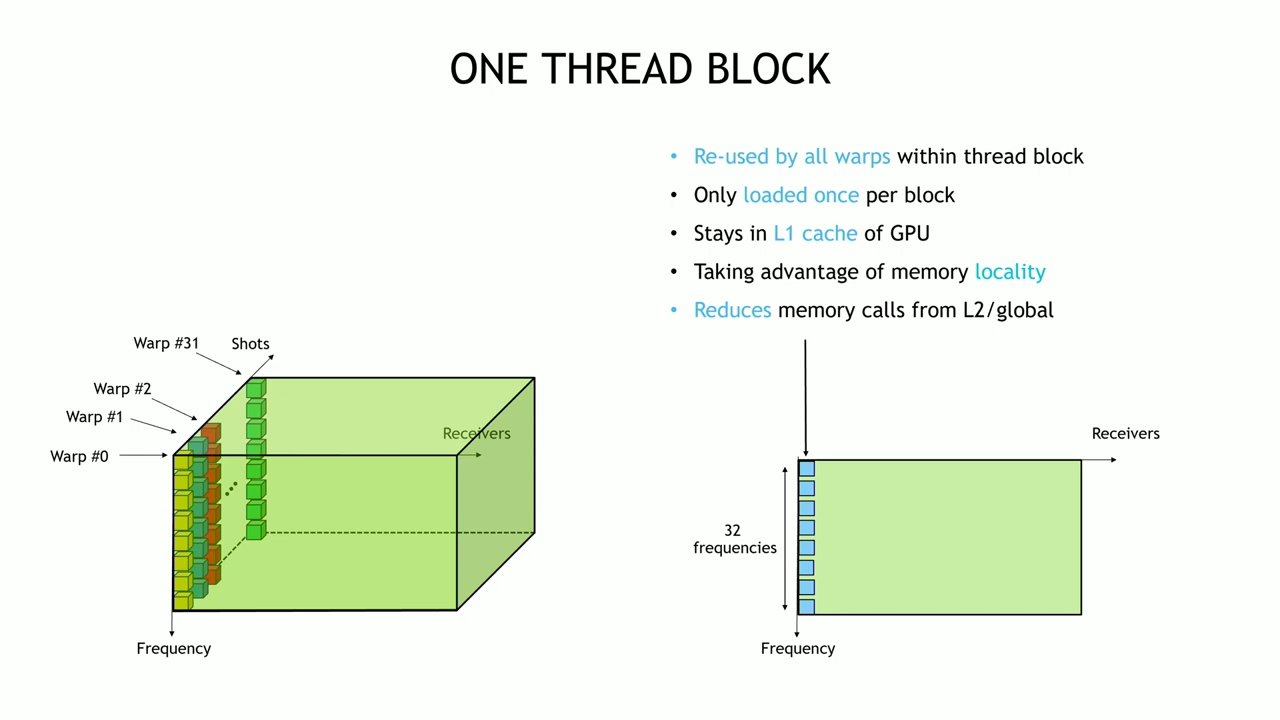 ONE THREAD BLOCK
• Re-used by all warps within thread block
• Only loaded once per block
• Stays in L1 cache of GPU
• Taking advantage of memory locality
• Reduces memory calls from L2/global
Warp #31
Shots
Warp #2
Warp #1
Warp #0
Receivers
Frequency
Receivers
32
frequencies
Frequency